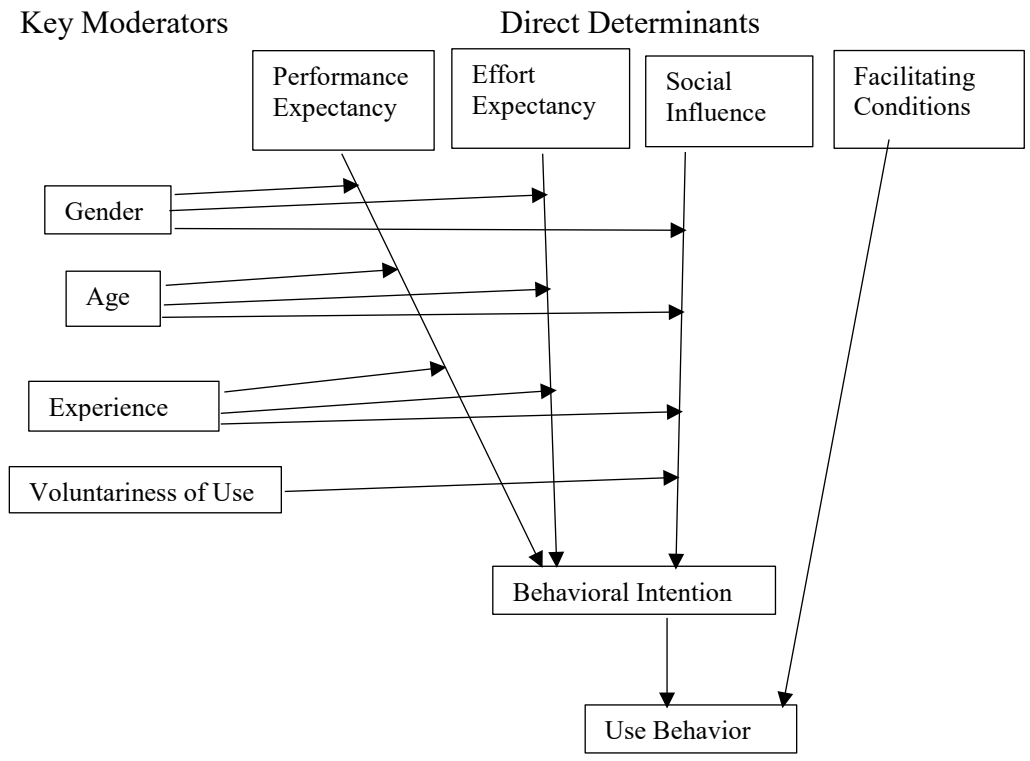 Key Moderators
Direct Determinants
Performance
Expectancy
Effort
Expectancy
Social
Influence
Facilitating
Conditions
Gender
Age
Experience
Voluntariness of Use
Behavioral Intention
Use Behavior